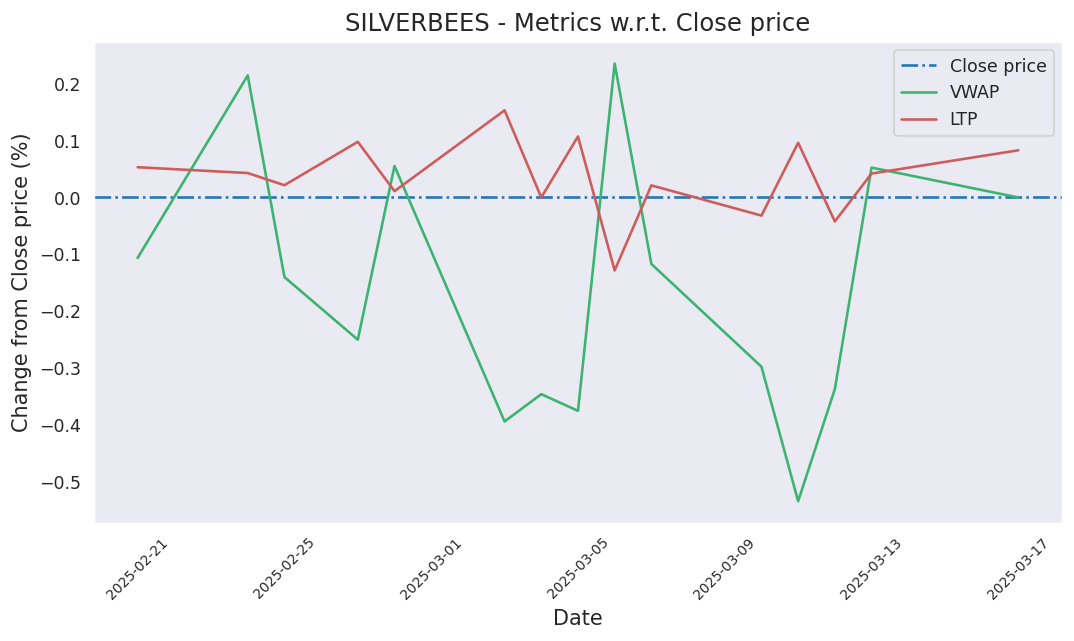 SILVERBEES - Metrics w.r.t. Close price
Close price
VWAP
LTP
Change from Close price (%)
0.2
0.1
0.0
−0.1
−0.2
−0.3
−0.4
−0.5
2025-02-21
2025-02-25
2025-03-01
2025-03-05
2025-03-09
2025-03-13
2025-03-17
Date